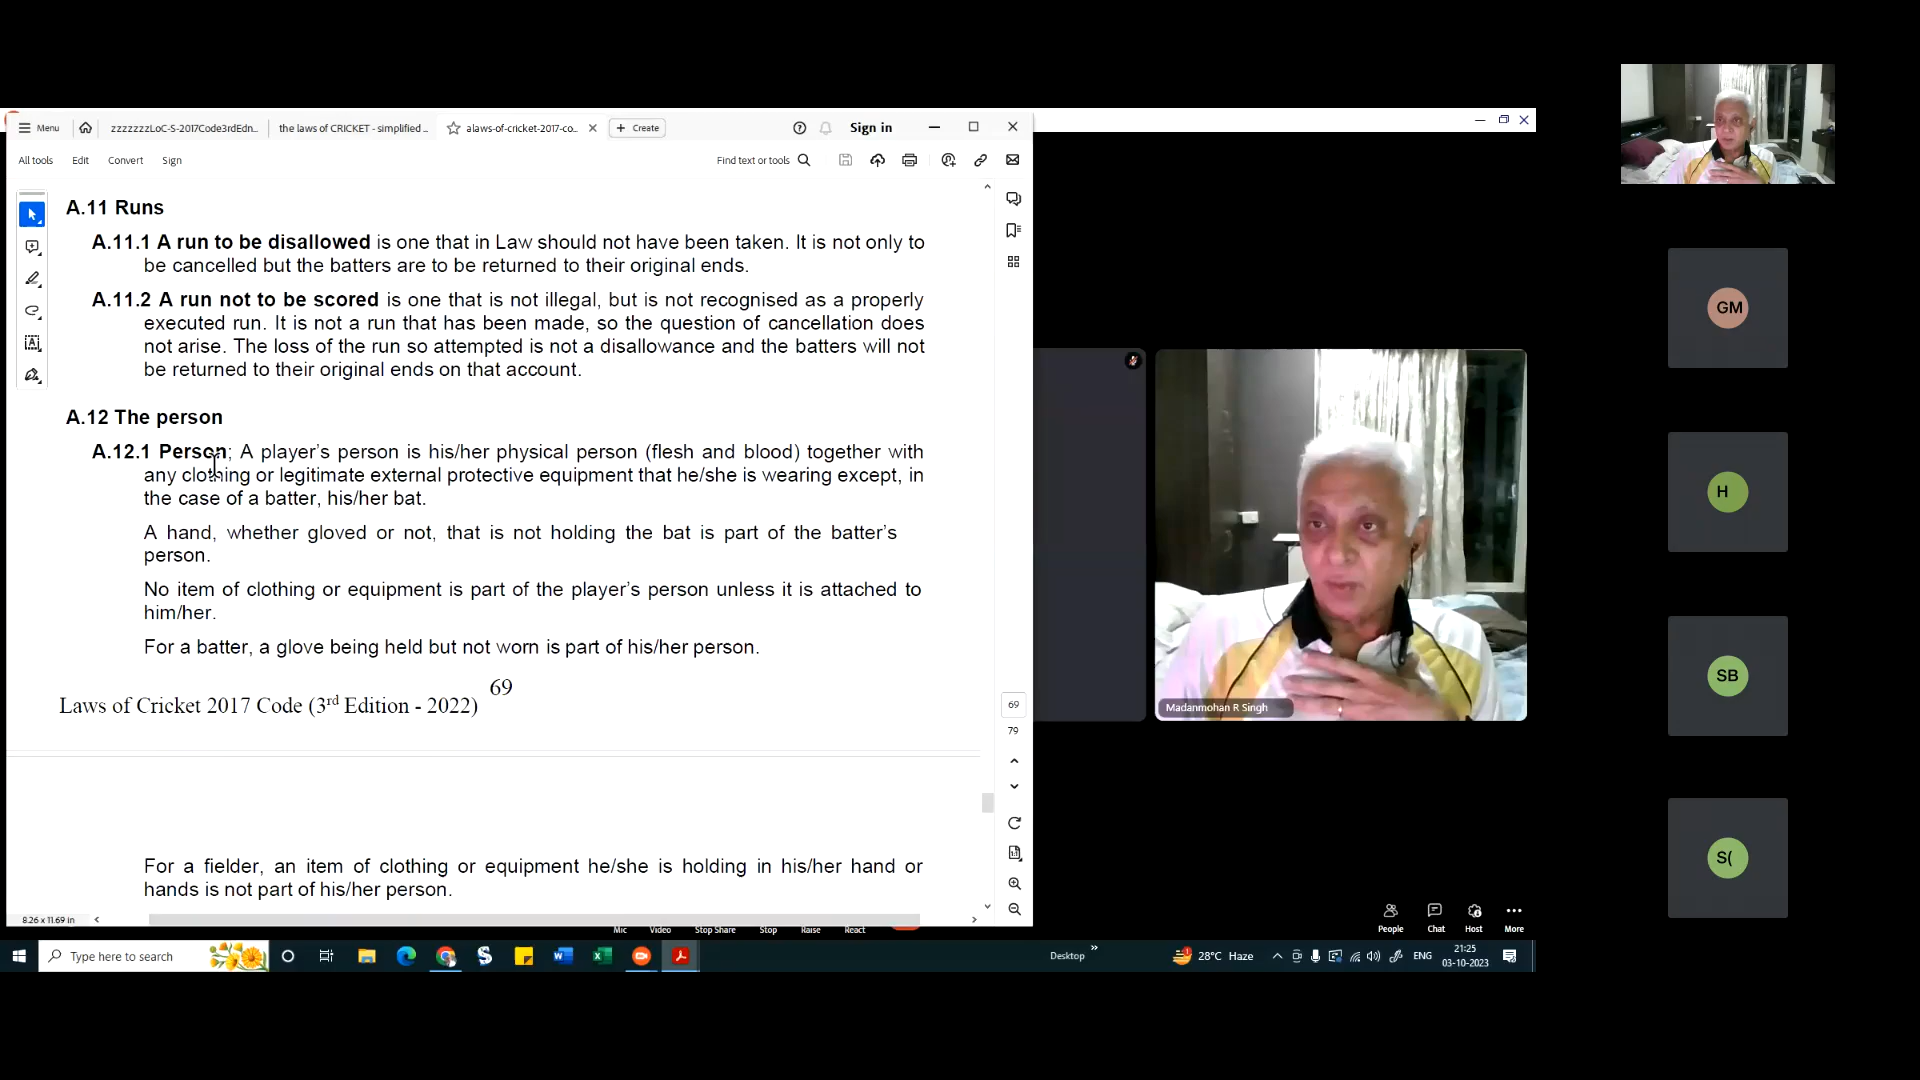 Menu
zzzzzzzLoC-S-2017Code3rdEdn...
the laws of CRICKET - simplified ...
alaws-of-cricket-2017-co...
Create
Sign in
All tools
Edit
Convert
Sign
Find text or tools
A.11 Runs
A.11.1 A run to be disallowed is one that in Law should not have been taken. It is not only to
be cancelled but the batters are to be returned to their original ends.
A.11.2 A run not to be scored is one that is not illegal, but is not recognised as a properly
executed run. It is not a run that has been made, so the question of cancellation does
not arise. The loss of the run so attempted is not a disallowance and the batters will not
be returned to their original ends on that account.
A.12 The person
A.12.1 Person; A player's person is his/her physical person (flesh and blood) together with
any clothing or legitimate external protective equipment that he/she is wearing except, in
the case of a batter, his/her bat.
A hand, whether gloved or not, that is not holding the bat is part of the batter's
person.
No item of clothing or equipment is part of the player's person unless it is attached to
him/her.
For a batter, a glove being held but not worn is part of his/her person.
69
Laws of Cricket 2017 Code (3rd Edition - 2022)
69
79
For a fielder, an item of clothing or equipment he/she is holding in his/her hand or
hands is not part of his/her person.
8.26 x 11.69 in
Madanmohan R Singh
GM
H
SB
S(
Mic
Video
Stop Share
Stop
Raise
React
People
Chat
Host
More
Type here to search
Desktop
28°C Haze
ENG
21:25
03-10-2023